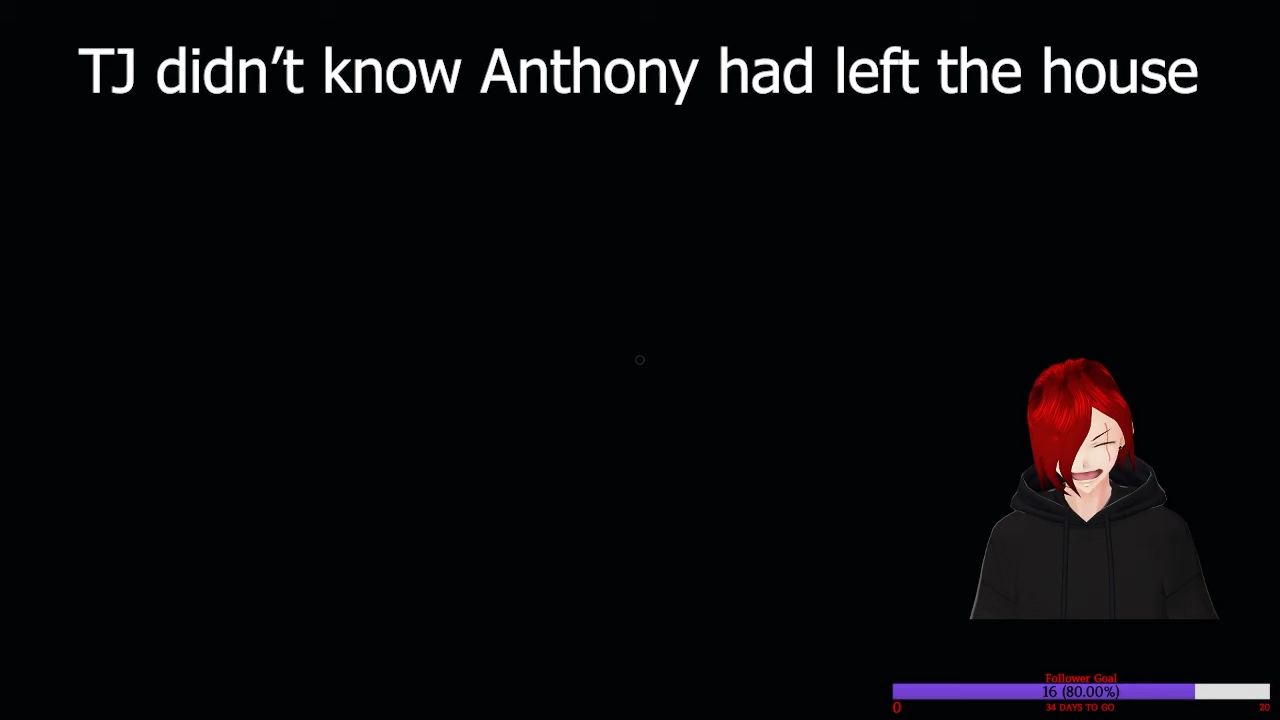 TJ didn’t know Anthony had left the house
Follower Goal
16 (80.00%)
0
34 DAYS TO GO
20